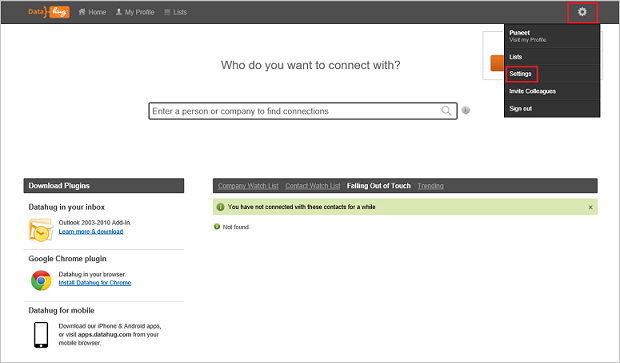 Data hug Home My Profile Lists
Puneet
Visit my Profile
Lists
Settings
Invite Colleagues
Sign out
Who do you want to connect with?
Enter a person or company to find connections
Download Plugins
Datahug in your inbox
Outlook 2003-2010 Add-In.
Learn more & download
Google Chrome plugin
Datahug in your browser.
Install Datahug for Chrome
Datahug for mobile
Download our iPhone & Android apps,
or visit apps.datahug.com from your
mobile browser.
Company Watch List Contact Watch List Falling Out of Touch Trending
You have not connected with these contacts for a while x
Not found.